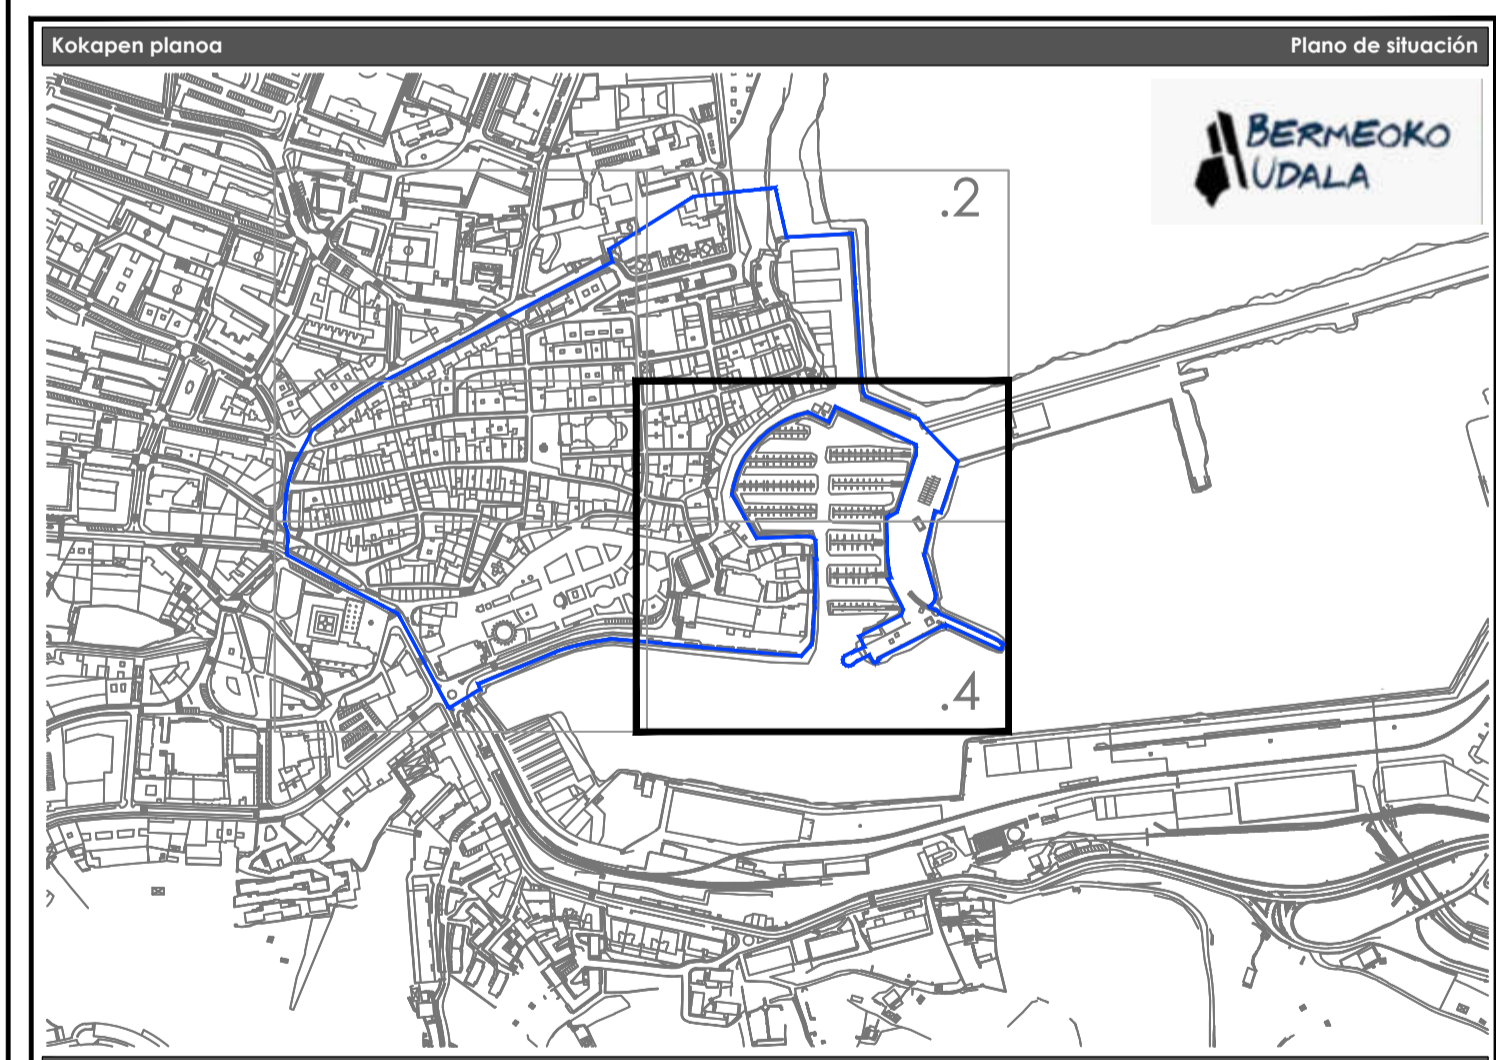 Kokapen planoa
Plano de situación
BERMEOKO
UDALA
.2
.4